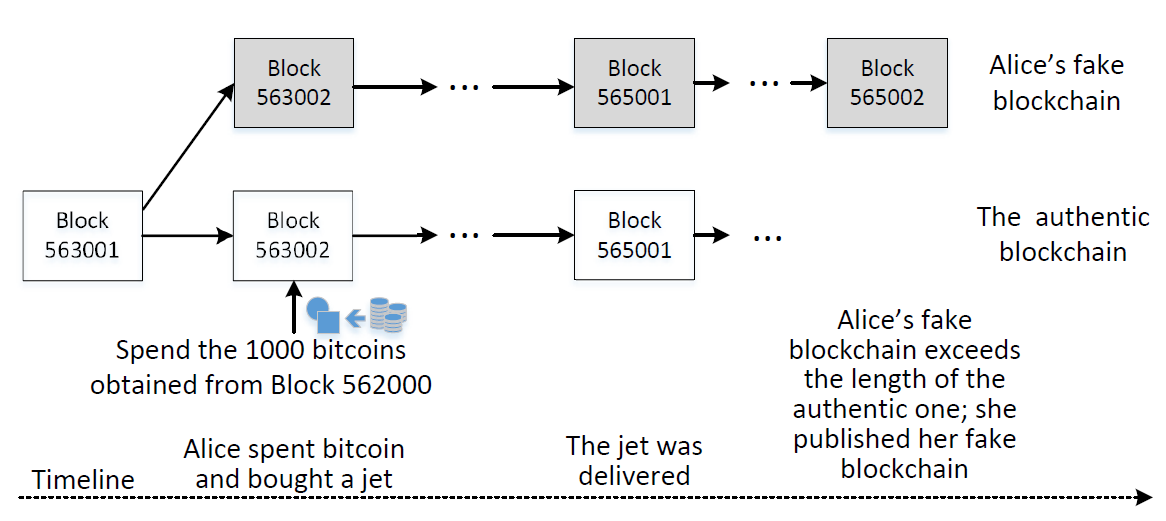 Block
563002
...
Block
565001
...
Block
565002
Alice’s fake
blockchain
Block
563001
Block
563002
...
Block
565001
...
The authentic
blockchain
Spend the 1000 bitcoins
obtained from Block 562000
Alice’s fake
blockchain exceeds
the length of the
authentic one; she
published her fake
blockchain
Timeline
Alice spent bitcoin
and bought a jet
The jet was
delivered